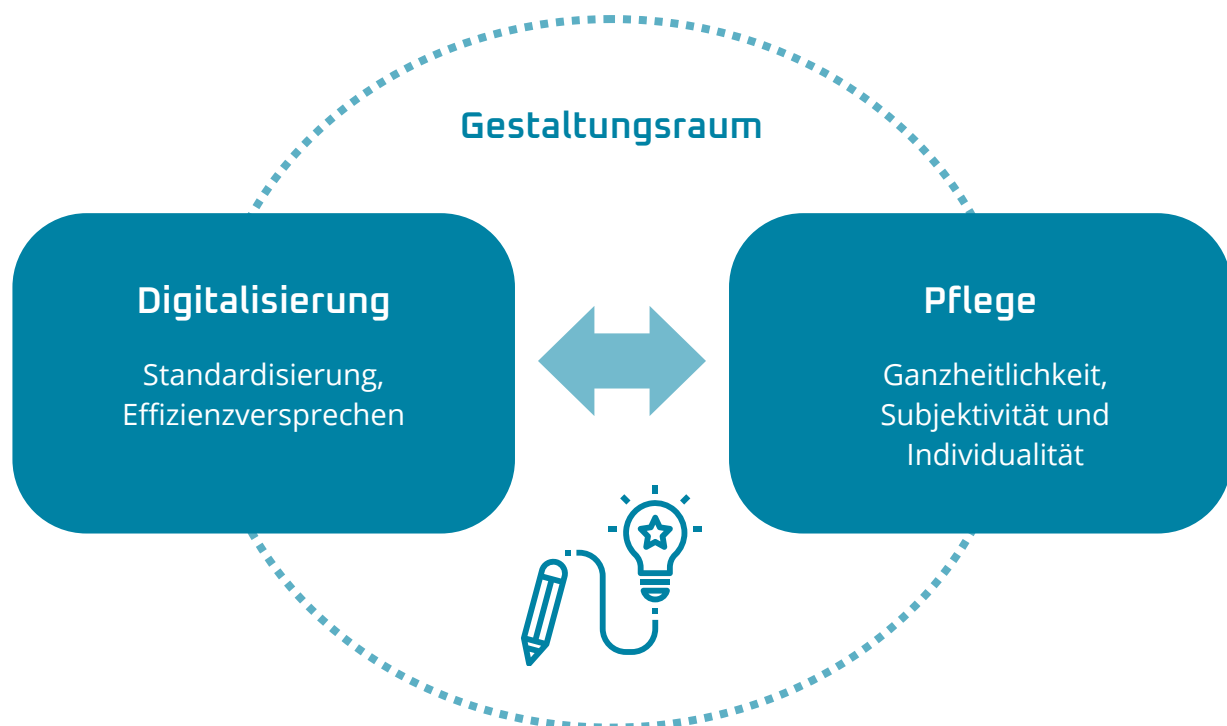 Gestaltungsraum
Digitalisierung
Standardisierung,
Effizienzversprechen
Pflege
Ganzheitlichkeit,
Subjektivität und
Individualität